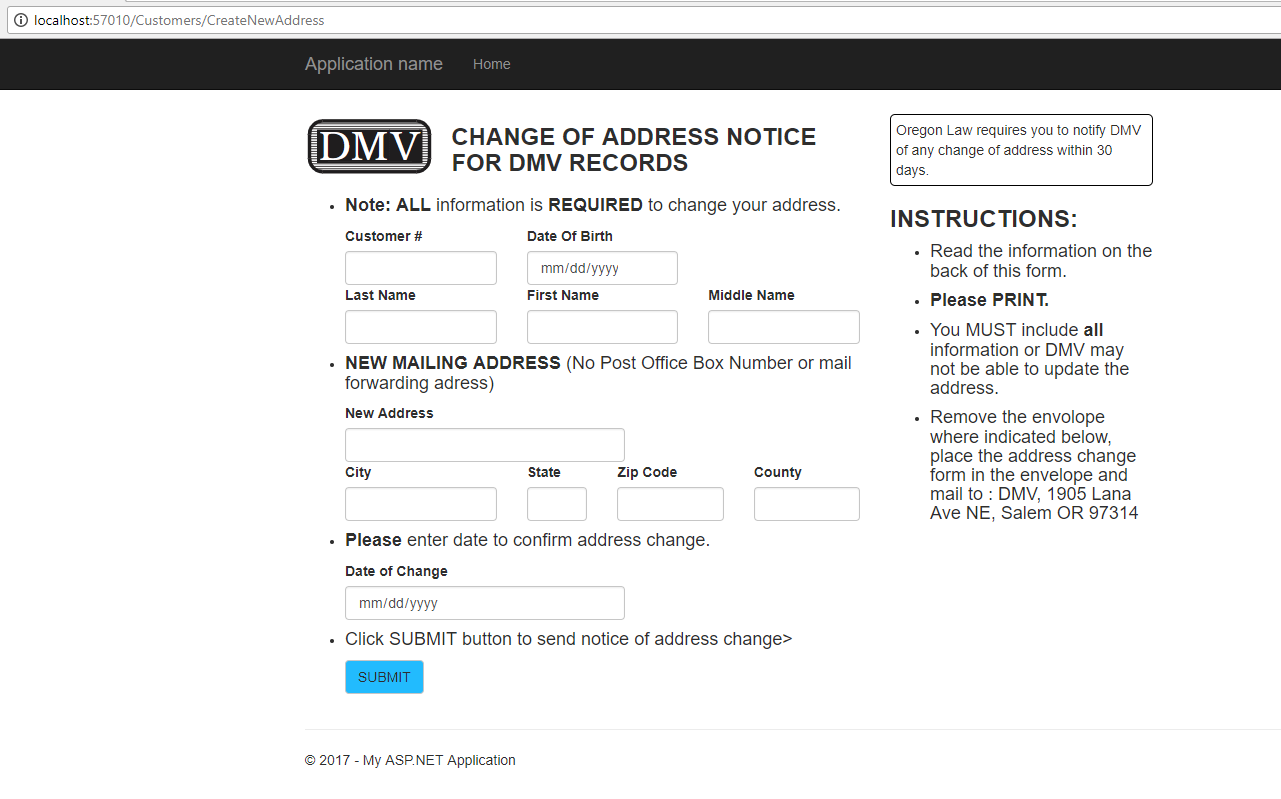 localhost:57010/Customers/CreateNewAddress
Application name Home
DMV
CHANGE OF ADDRESS NOTICE
FOR DMV RECORDS
Note: ALL information is REQUIRED to change your address.
Customer # Date Of Birth
mm/dd/yyyy
Last Name First Name Middle Name
NEW MAILING ADDRESS (No Post Office Box Number or mail
forwarding adress)
New Address
City State Zip Code County
Please enter date to confirm address change.
Date of Change
mm/dd/yyyy
Click SUBMIT button to send notice of address change>
SUBMIT
Oregon Law requires you to notify DMV
of any change of address within 30
days.
INSTRUCTIONS:
Read the information on the
back of this form.
Please PRINT.
You MUST include all
information or DMV may
not be able to update the
address.
Remove the envolope
where indicated below,
place the address change
form in the envelope and
mail to : DMV, 1905 Lana
Ave NE, Salem OR 97314
© 2017 - My ASP.NET Application